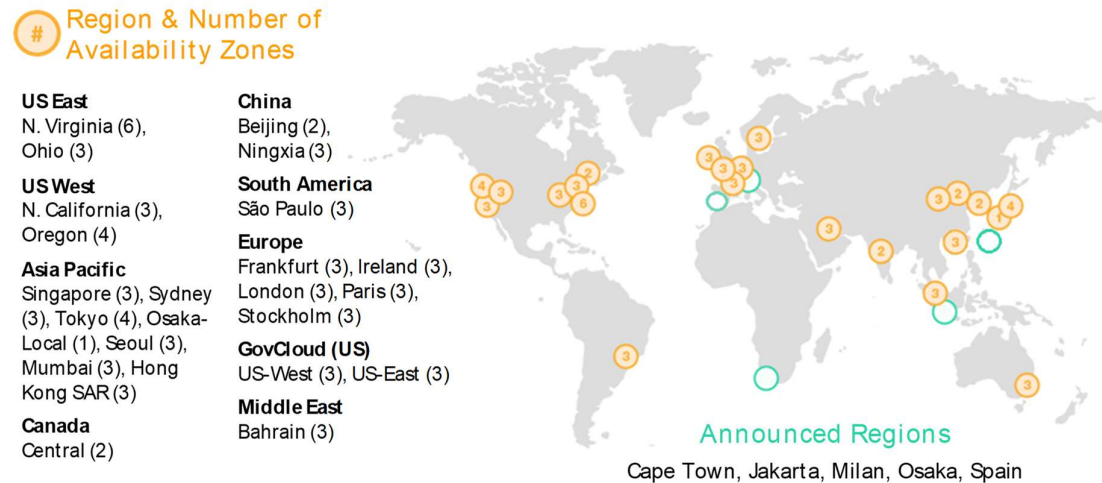 #
Region & Number of
Availability Zones
US East
N. Virginia (6),
Ohio (3)
US West
N. California (3),
Oregon (4)
Asia Pacific
Singapore (3), Sydney
(3), Tokyo (4), Osaka-
Local (1), Seoul (3),
Mumbai (3), Hong
Kong SAR (3)
Canada
Central (2)
China
Beijing (2),
Ningxia (3)
South America
São Paulo (3)
Europe
Frankfurt (3), Ireland (3),
London (3), Paris (3),
Stockholm (3)
GovCloud (US)
US-West (3), US-East (3)
Middle East
Bahrain (3)
3
3
3
3
3
2
4
3
3
3
3
6
3
2
2
1
4
3
2
3
3
3
3
Announced Regions
Cape Town, Jakarta, Milan, Osaka, Spain